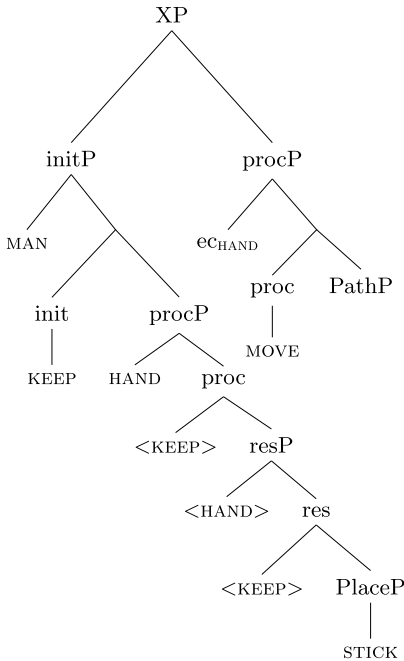 XP
initP procP
MAN ec_HAND
proc PathP
init procP
MOVE
KEEP HAND proc
<KEEP> resP
<HAND> res
<KEEP> PlaceP
STICK